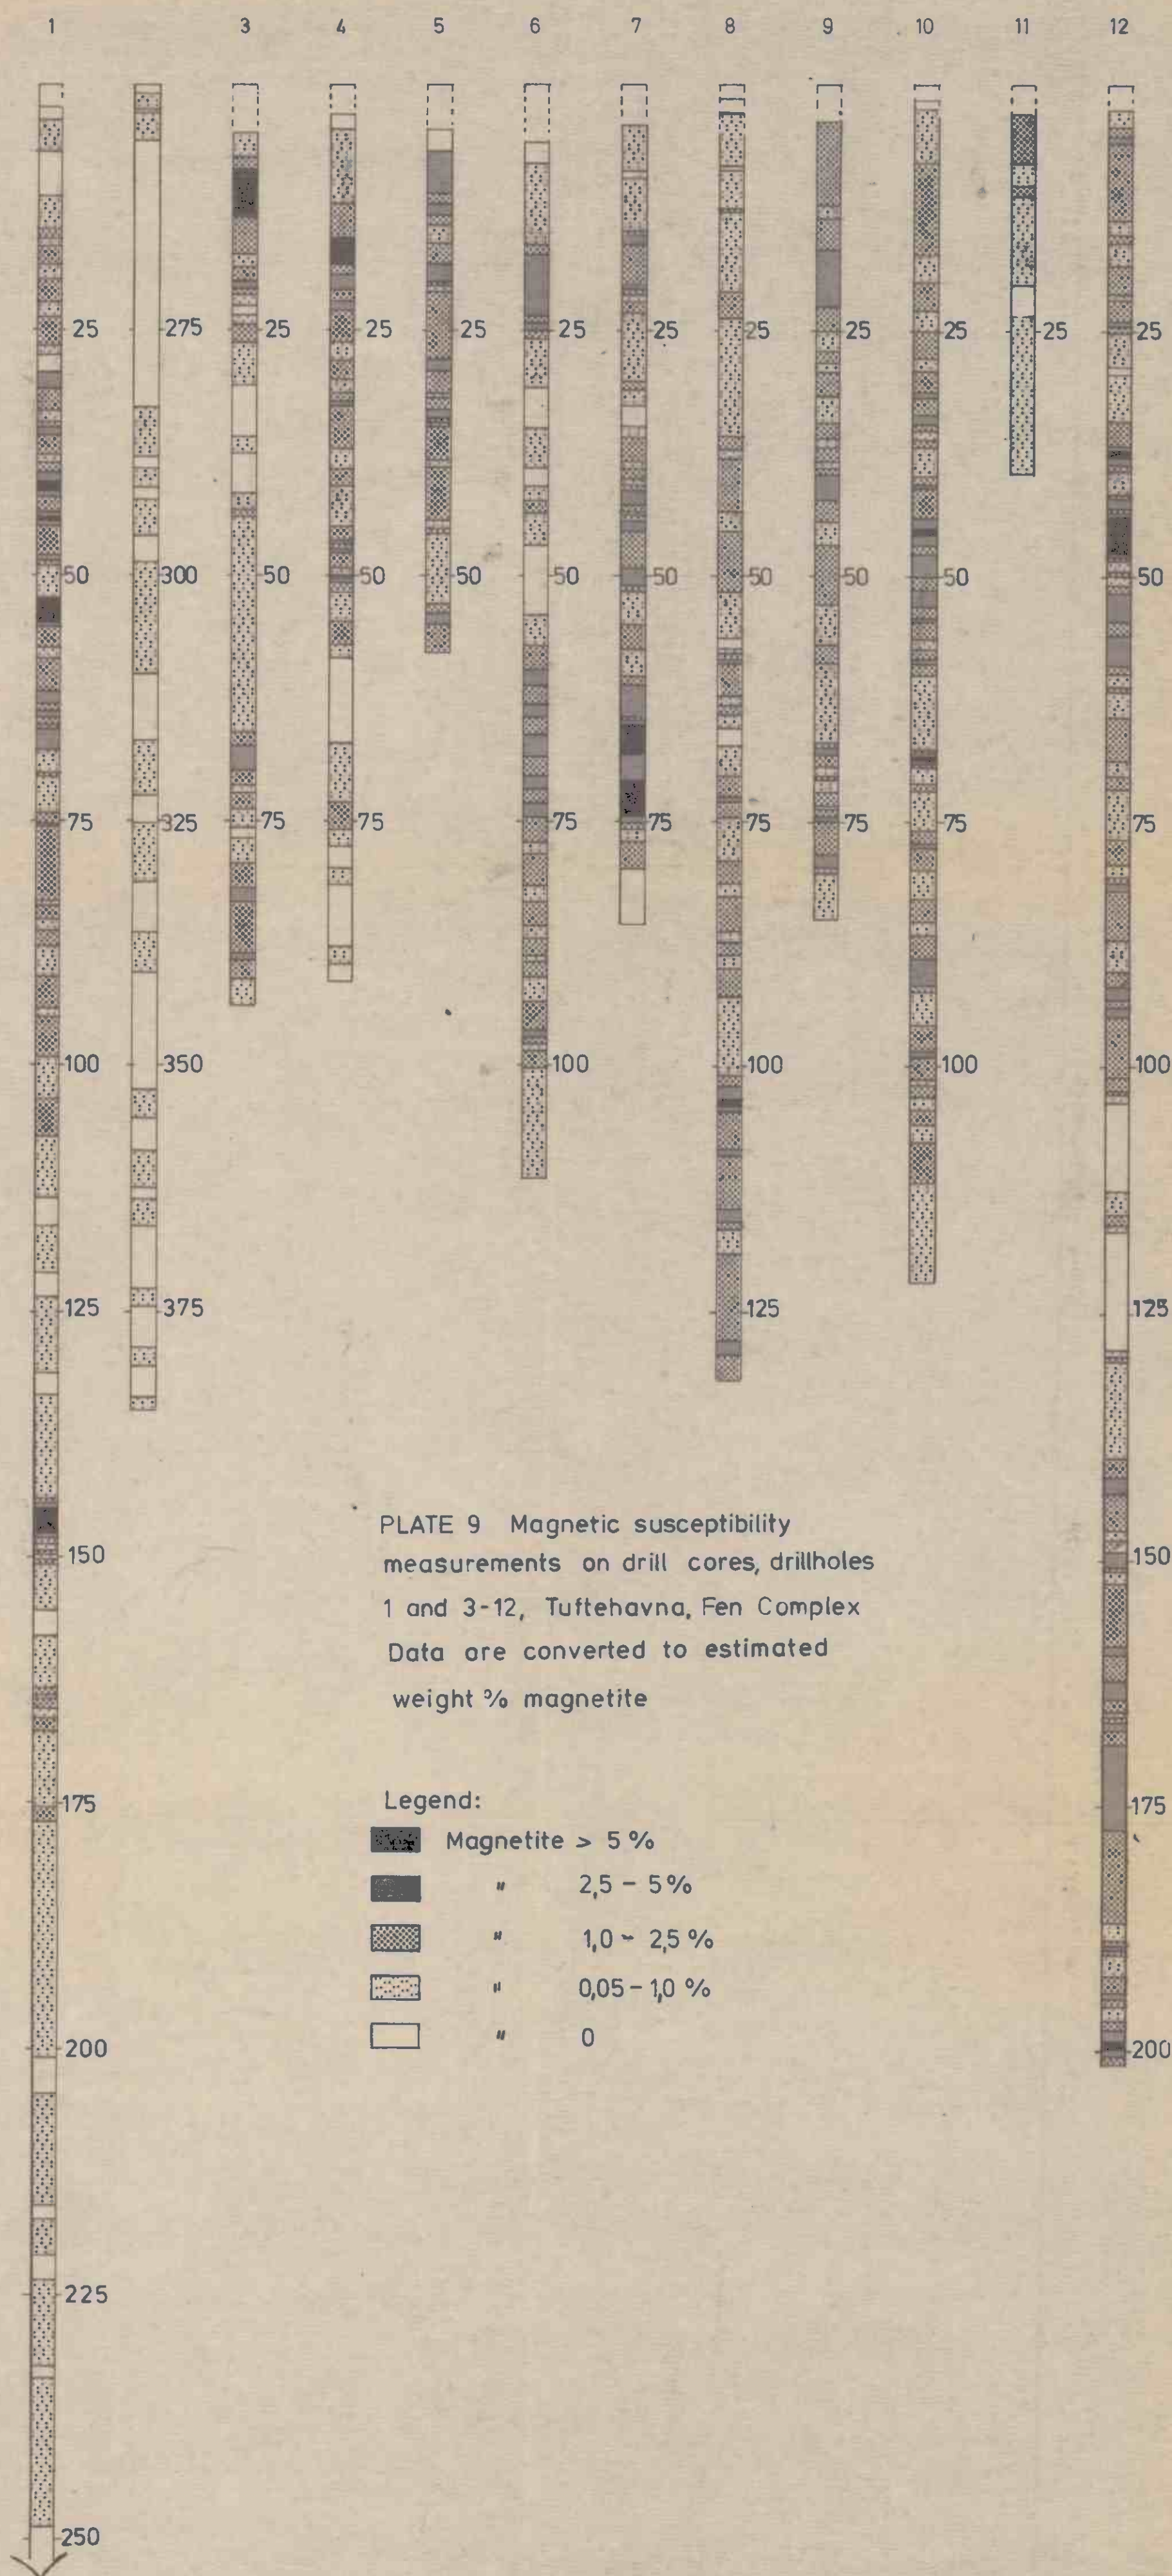 1 3 4 5 6 7 8 9 10 11 12
25 275 25 25 25 25 25 25 25 25 25 25
50 300 50 50 50 50 50 50 50 50 50
75 325 75 75 75 75 75 75 75 75
100 350 100 100 100 100
125 375 125 125
PLATE 9 Magnetic susceptibility
measurements on drill cores, drillholes
1 and 3-12, Tuftehavna, Fen Complex
Data are converted to estimated
weight % magnetite
150 150
Legend:
175 175
Magnetite > 5 %
" 2,5 - 5 %
" 1,0 - 2,5 %
" 0,05 - 1,0 %
" 0
200 200
225
250